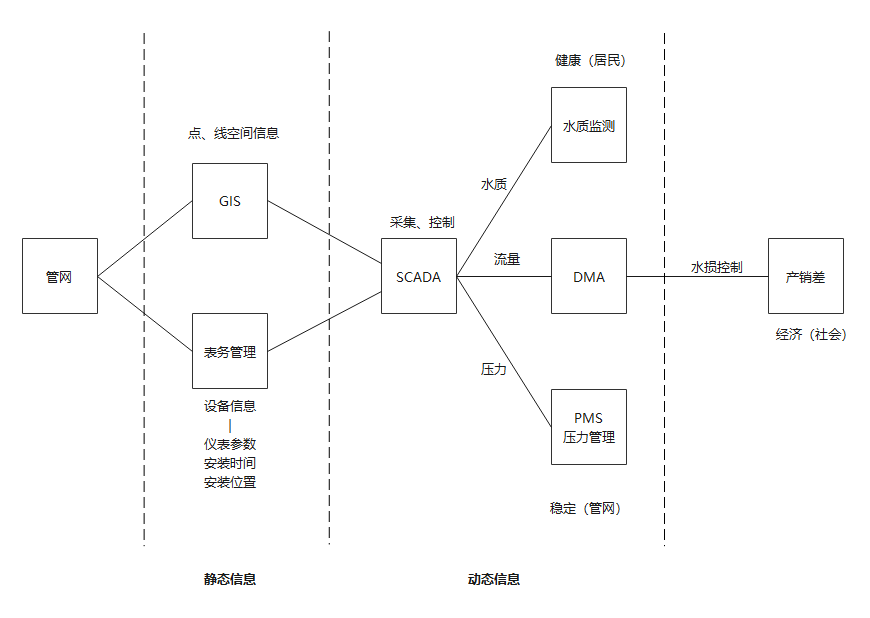 健康（居民）
水质监测
点、线空间信息
水质
GIS
采集、控制
流量
水损控制
管网
SCADA
DMA
产销差
经济（社会）
表务管理
压力
设备信息
仪表参数
安装时间
安装位置
PMS
压力管理
稳定（管网）
静态信息
动态信息